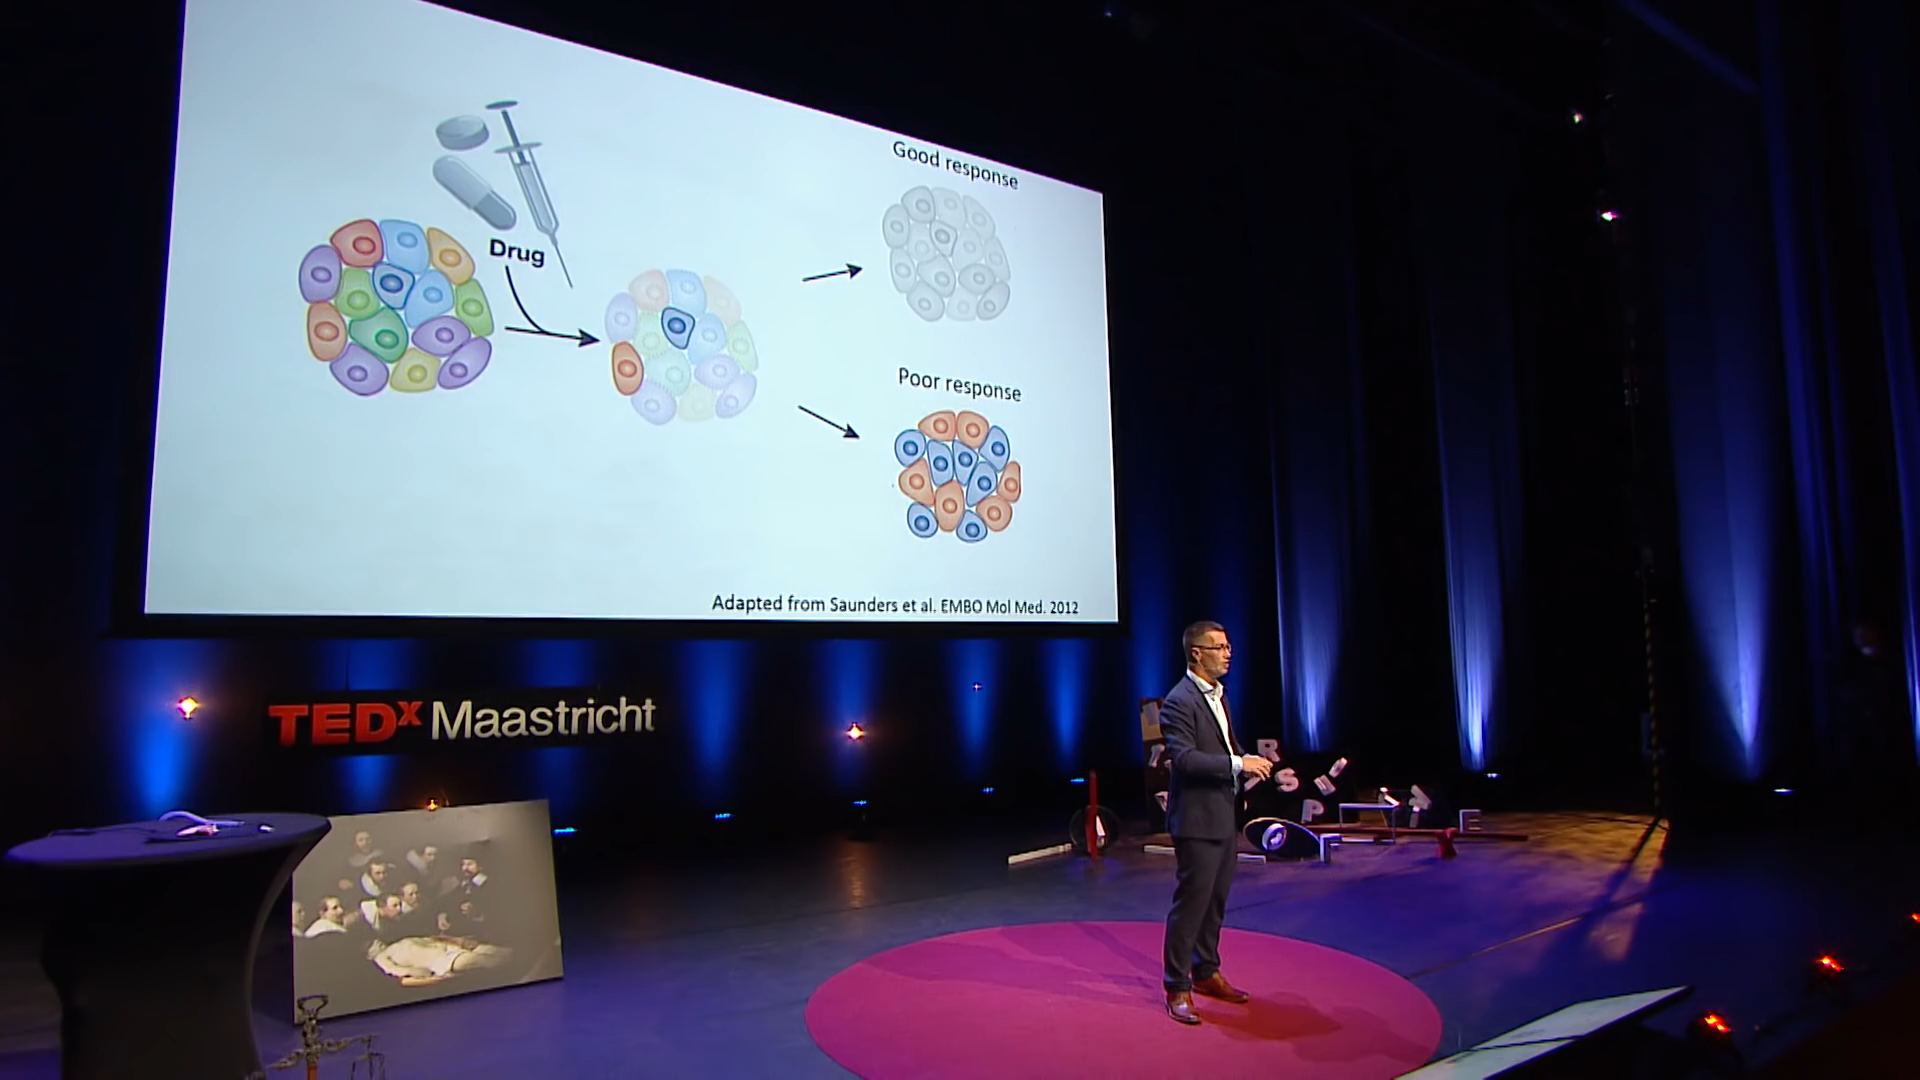 Good response
Drug
Poor response
Adapted from Saunders et al. EMBO Mol Med. 2012
TEDx Maastricht